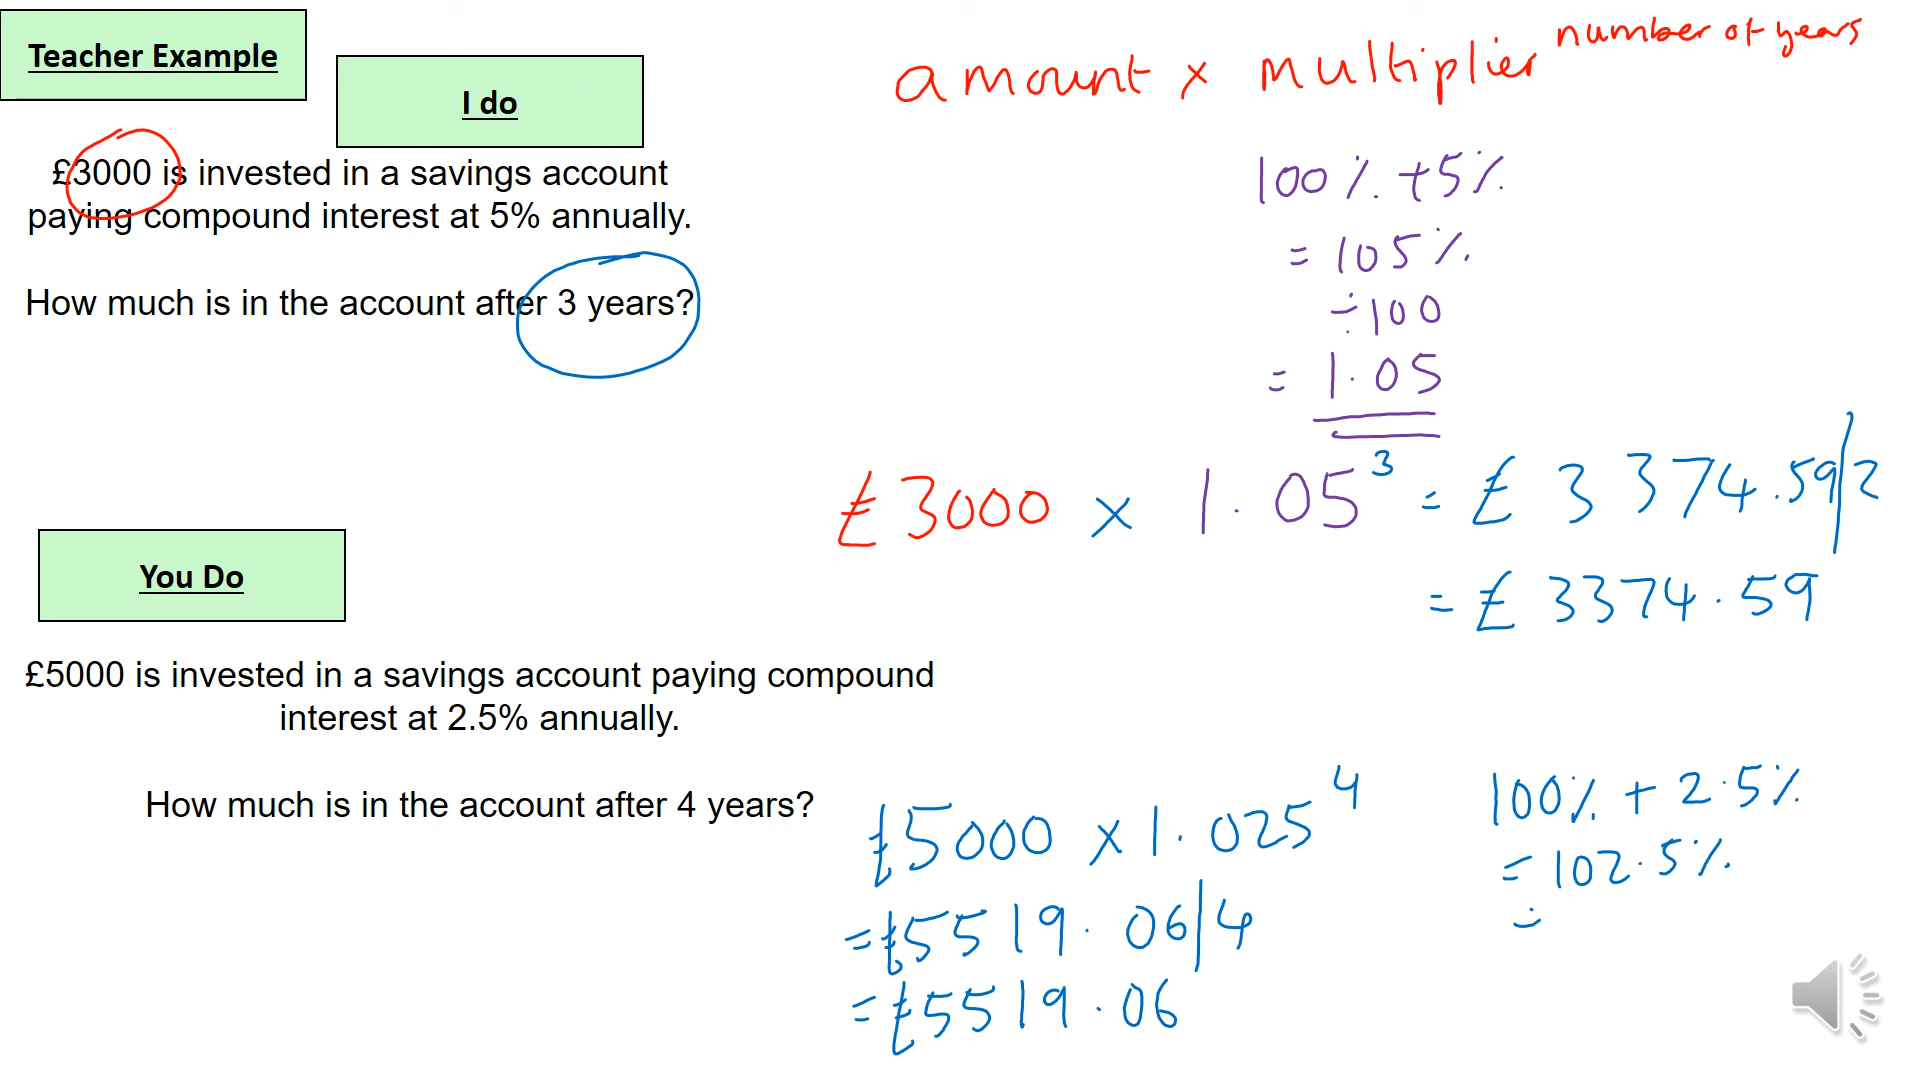 Teacher Example
I do
£3000 is invested in a savings account
paying compound interest at 5% annually.
How much is in the account after 3 years?
amount × multiplier number of years
100% + 5%
= 105%
÷100
= 1.05
£3000 × 1.05³ = £3374.59|2
= £3374.59
You Do
£5000 is invested in a savings account paying compound
interest at 2.5% annually.
How much is in the account after 4 years?
£5000 × 1.025⁴
= £5519.06|4
= £5519.06
100% + 2.5%
= 102.5%
÷